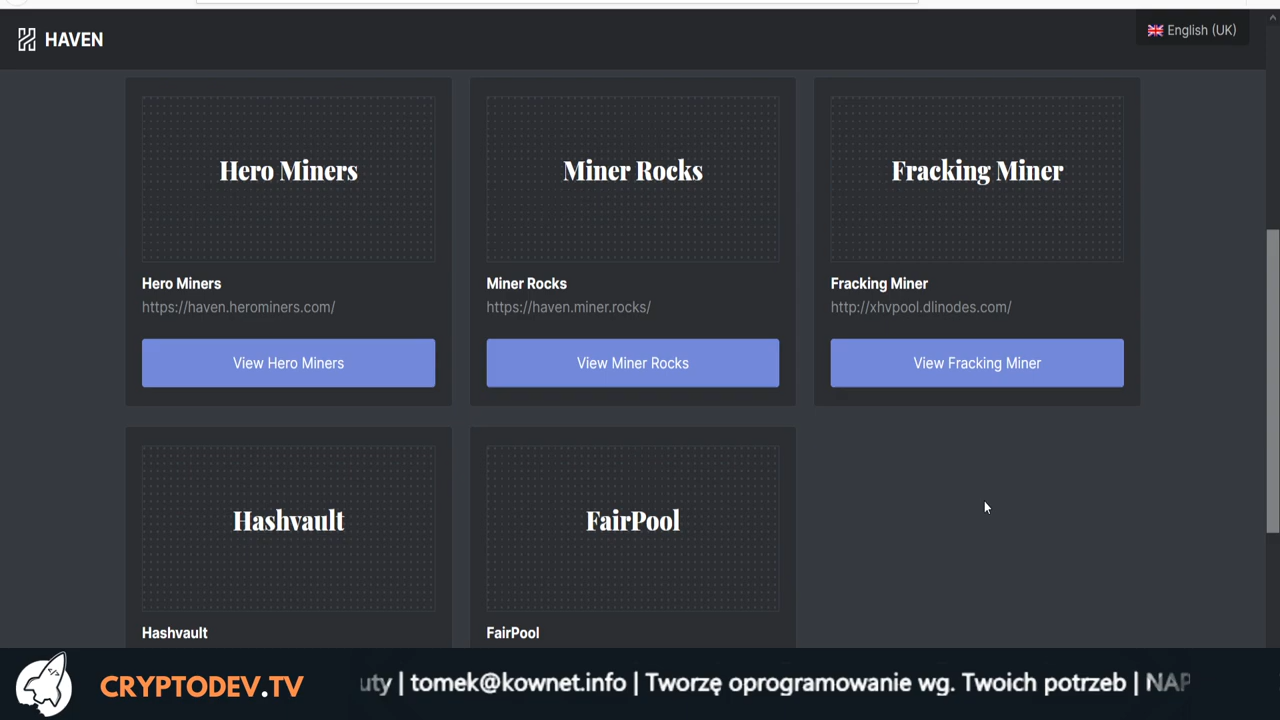 HAVEN
English (UK)
Hero Miners
Miner Rocks
Fracking Miner
Hero Miners
https://haven.herominers.com/
View Hero Miners
Miner Rocks
https://haven.miner.rocks/
View Miner Rocks
Fracking Miner
http://xhvpool.dlinodes.com/
View Fracking Miner
Hashvault
FairPool
Hashvault
FairPool
CRYPTODEV.TV
uty | tomek@kownet.info | Tworzę oprogramowanie wg. Twoich potrzeb | NAP